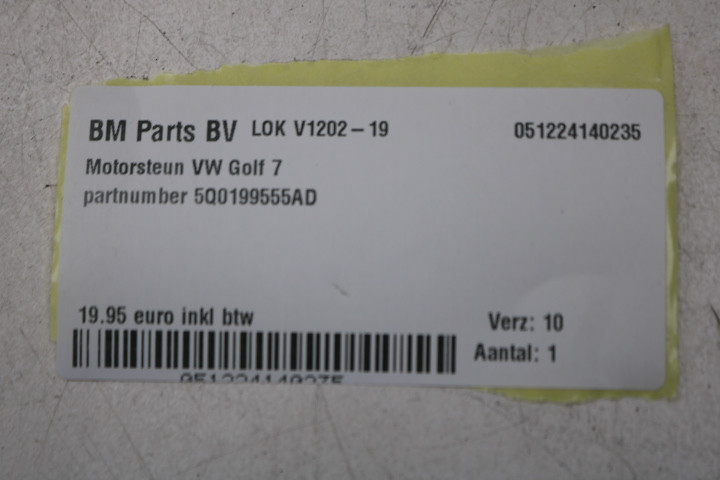 BM Parts BV LOK V1202-19 051224140235
Motorsteun VW Golf 7
partnumber 5Q0199555AD
19.95 euro inkl btw
Verz: 10
Aantal: 1